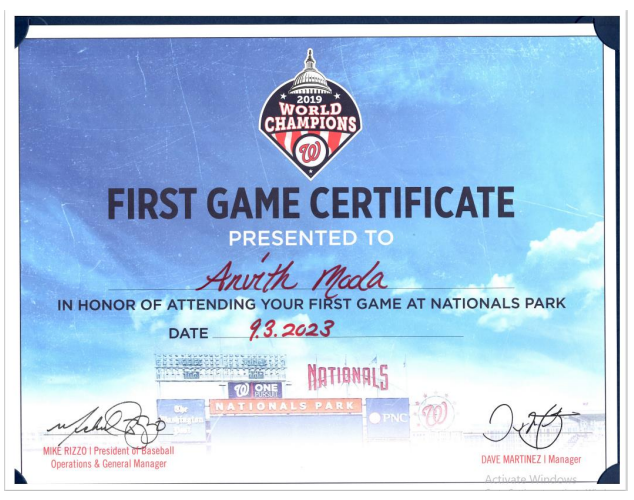 2019
WORLD
CHAMPIONS
W
FIRST GAME CERTIFICATE
PRESENTED TO
Anvith Moda
IN HONOR OF ATTENDING YOUR FIRST GAME AT NATIONALS PARK
DATE 9.3.2023
NATIONALS
W ONE
NATIONALS PARK
The
Washington
PNC
W
MIKE RIZZO | President of Baseball
Operations & General Manager
DAVE MARTINEZ | Manager
Activate Windows